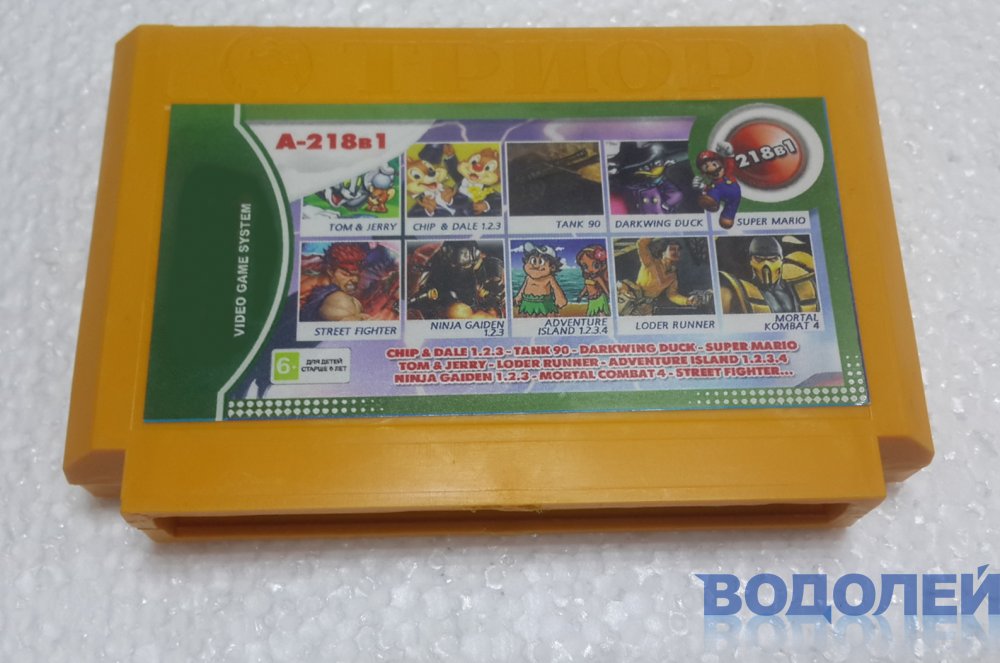 ТРИОР
A-218в1
218в1
TOM & JERRY
CHIP & DALE 1.2.3
TANK 90
DARKWING DUCK
SUPER MARIO
VIDEO GAME SYSTEM
STREET FIGHTER
NINJA GAIDEN
1.2.3
ADVENTURE
ISLAND 1.2.3.4
LODER RUNNER
MORTAL
KOMBAT 4
6+
ДЛЯ ДЕТЕЙ
СТАРШЕ 6 ЛЕТ
CHIP & DALE 1.2.3 - TANK 90 - DARKWING DUCK - SUPER MARIO
TOM & JERRY - LODER RUNNER - ADVENTURE ISLAND 1.2.3.4
NINJA GAIDEN 1.2.3 - MORTAL COMBAT 4 - STREET FIGHTER...
ВОДОЛЕЙ